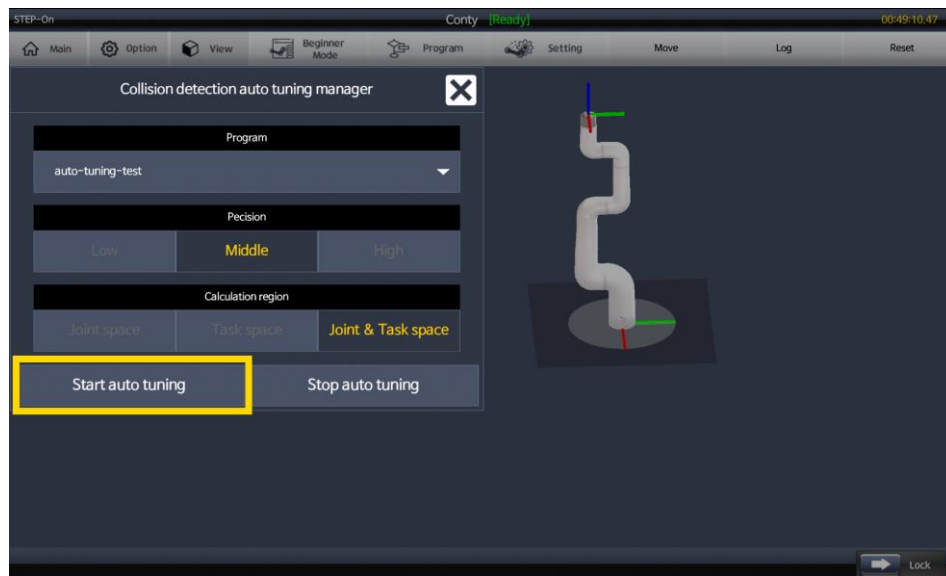 STEP-On
Conty [Ready]
00:49:10.47
Main
Option
View
Beginner
Mode
Program
Setting
Move
Log
Reset
Collision detection auto tuning manager
Program
auto-tuning-test
Pecision
Low
Middle
High
Calculation region
Joint space
Task space
Joint & Task space
Start auto tuning
Stop auto tuning
Lock